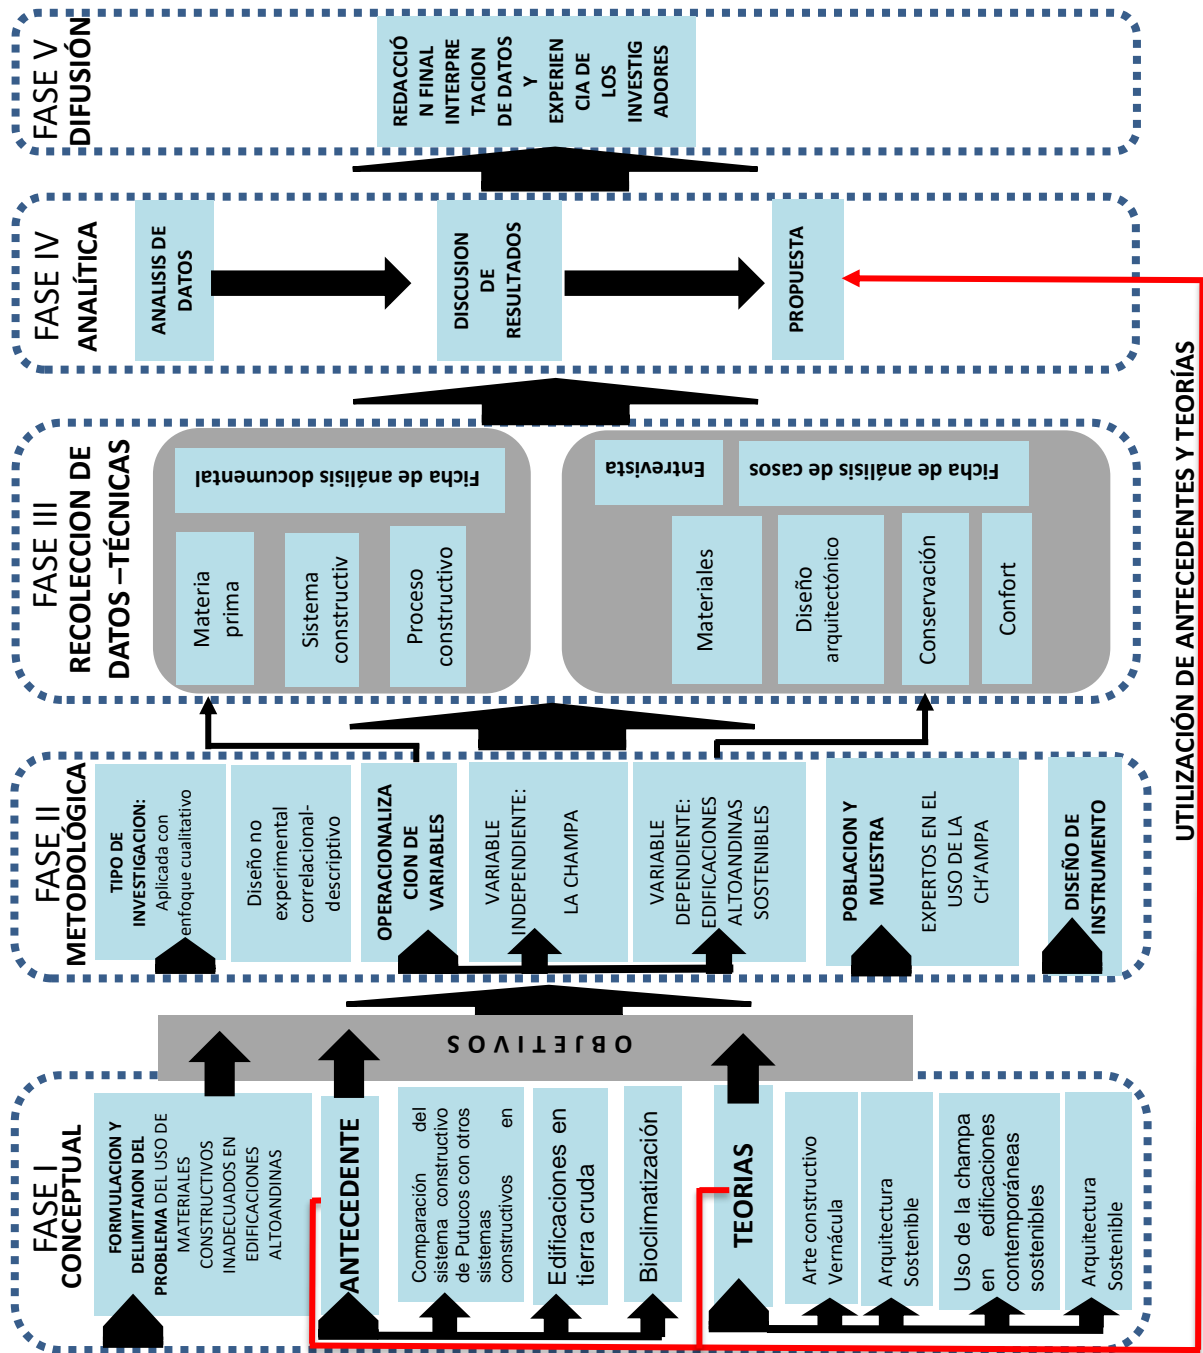 FASE I
CONCEPTUAL
FORMULACION Y
DELIMITAION DEL
PROBLEMA DEL USO DE
MATERIALES
CONSTRUCTIVOS
INADECUADOS EN
EDIFICACIONES
ALTOANDINAS
ANTECEDENTE
Comparación del
sistema constructivo
de Putucos con otros
sistemas
constructivos en
Edificaciones en
tierra cruda
Bioclimatización
TEORIAS
Arte constructivo
Vernácula
Arquitectura
Sostenible
Uso de la champa
en edificaciones
contemporáneas
sostenibles
Arquitectura
Sostenible
OBJETIVOS
FASE II
METODOLÓGICA
TIPO DE
INVESTIGACION:
Aplicada con
enfoque cualitativo
Diseño no
experimental
correlacional-
descriptivo
OPERACIONALIZA
CION DE
VARIABLES
VARIABLE
INDEPENDIENTE:
LA CHAMPA
VARIABLE
DEPENDIENTE:
EDIFICACIONES
ALTOANDINAS
SOSTENIBLES
POBLACION Y
MUESTRA
EXPERTOS EN EL
USO DE LA
CH'AMPA
DISEÑO DE
INSTRUMENTO
FASE III
RECOLECCION DE
DATOS –TÉCNICAS
Materia
prima
Sistema
constructiv
Proceso
constructivo
Ficha de análisis documental
Materiales
Diseño
arquitectónico
Conservación
Confort
Entrevista
Ficha de análisis de casos
FASE IV
ANALÍTICA
ANALISIS DE
DATOS
DISCUSION
DE
RESULTADOS
PROPUESTA
FASE V
DIFUSIÓN
REDACCIÓ
N FINAL
INTERPRE
TACION
DE DATOS
Y
EXPERIEN
CIA DE
LOS
INVESTIG
ADORES
UTILIZACIÓN DE ANTECEDENTES Y TEORÍAS